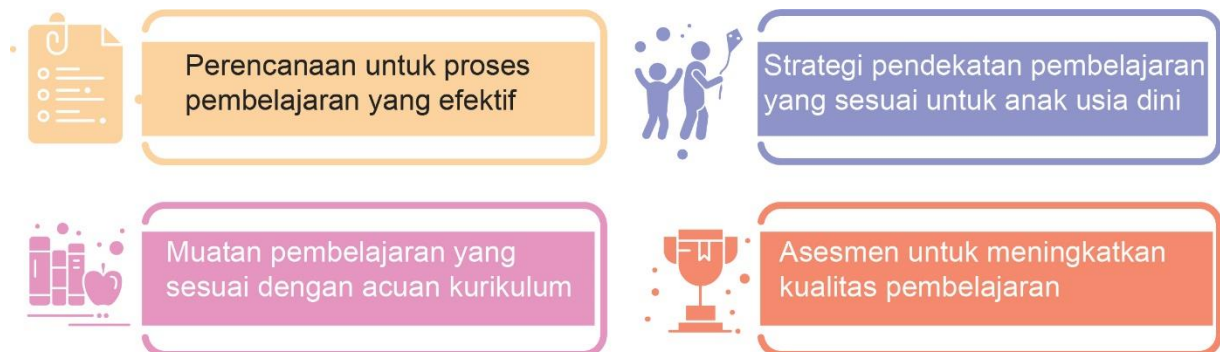 Perencanaan untuk proses
pembelajaran yang efektif
Strategi pendekatan pembelajaran
yang sesuai untuk anak usia dini
Muatan pembelajaran yang
sesuai dengan acuan kurikulum
Asesmen untuk meningkatkan
kualitas pembelajaran